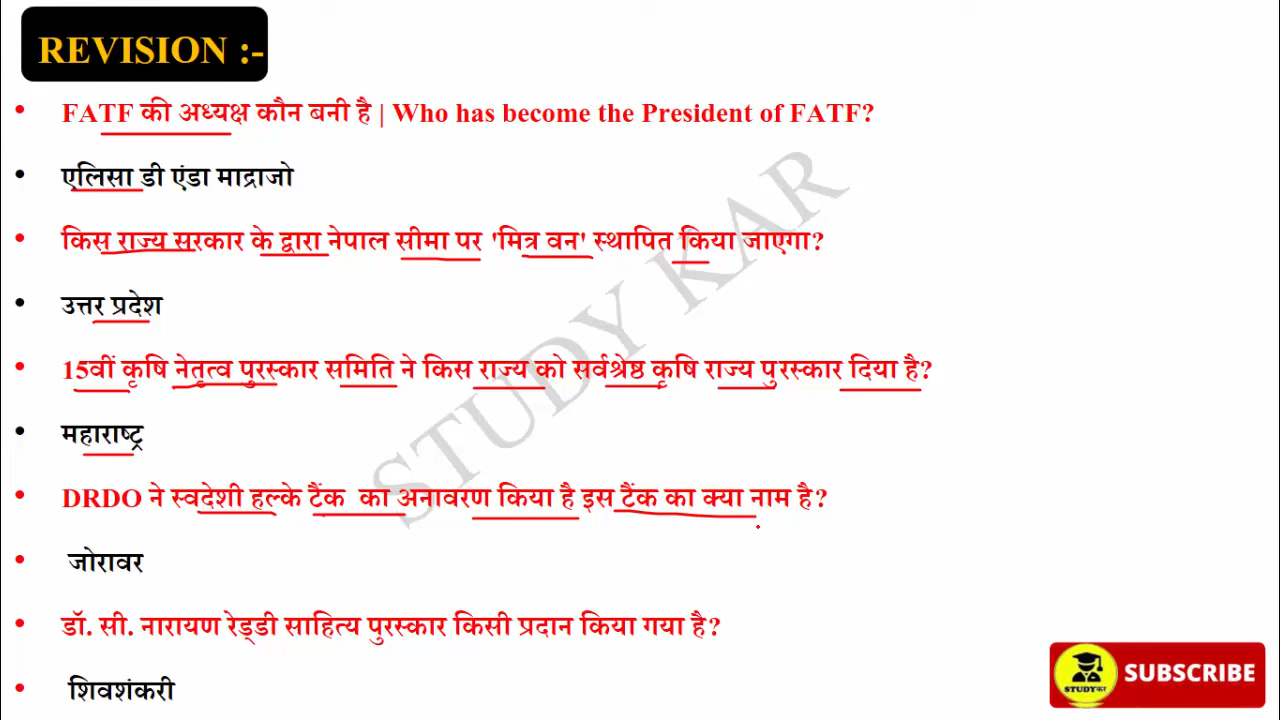 REVISION :-
FATF की अध्यक्ष कौन बनी है | Who has become the President of FATF?
एलिसा डी एंडा माद्राजो
किस राज्य सरकार के द्वारा नेपाल सीमा पर 'मित्र वन' स्थापित किया जाएगा?
उत्तर प्रदेश
15वीं कृषि नेतृत्व पुरस्कार समिति ने किस राज्य को सर्वश्रेष्ठ कृषि राज्य पुरस्कार दिया है?
महाराष्ट्र
DRDO ने स्वदेशी हल्के टैंक का अनावरण किया है इस टैंक का क्या नाम है?
जोरावर
डॉ. सी. नारायण रेड्डी साहित्य पुरस्कार किसी प्रदान किया गया है?
शिवशंकरी
STUDY KAR
STUDYकर
SUBSCRIBE